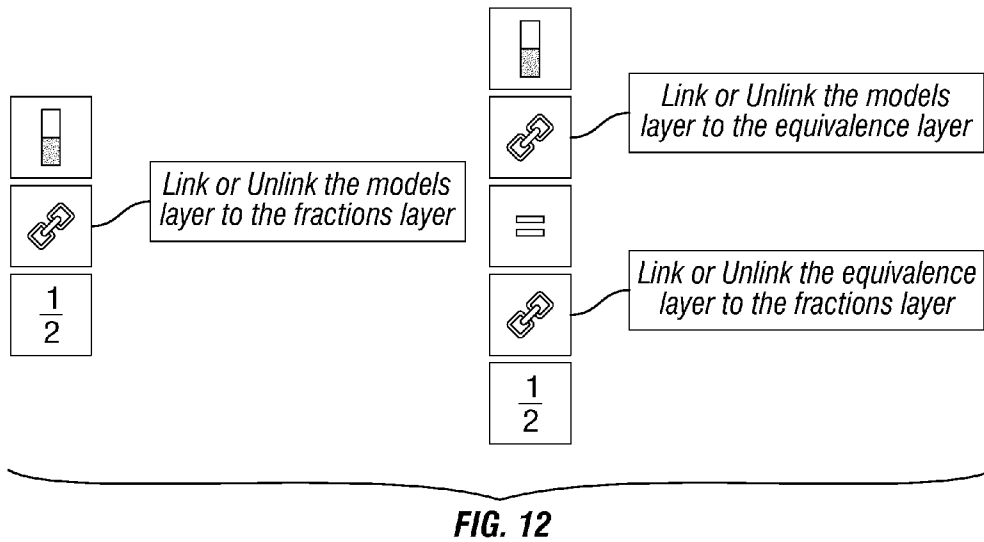 Link or Unlink the models
layer to the fractions layer
1
2
Link or Unlink the models
layer to the equivalence layer
=
Link or Unlink the equivalence
layer to the fractions layer
1
2
FIG. 12